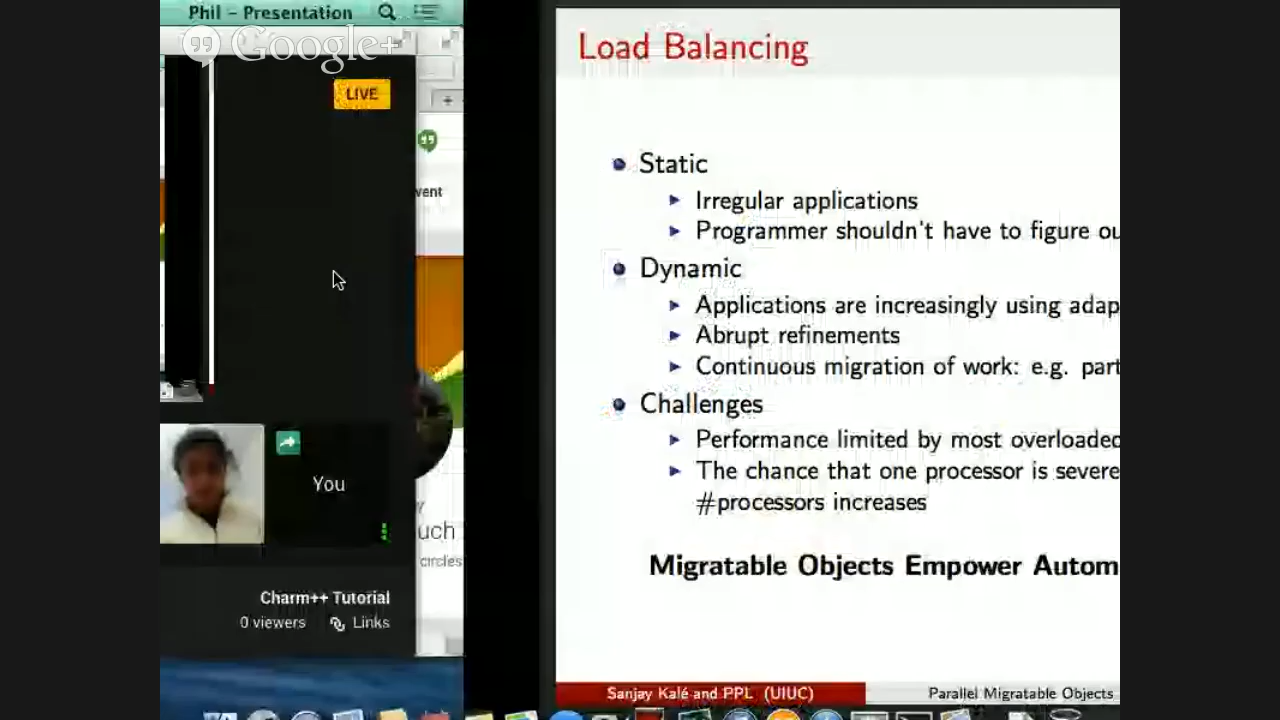 Phil – Presentation
Google+
LIVE
vent
You
uch
circles
Charm++ Tutorial
0 viewers
Links
Load Balancing
Static
Irregular applications
Programmer shouldn't have to figure ou
Dynamic
Applications are increasingly using adap
Abrupt refinements
Continuous migration of work: e.g. part
Challenges
Performance limited by most overloaded
The chance that one processor is severe
#processors increases
Migratable Objects Empower Autom
Sanjay Kalé and PPL (UIUC)
Parallel Migratable Objects